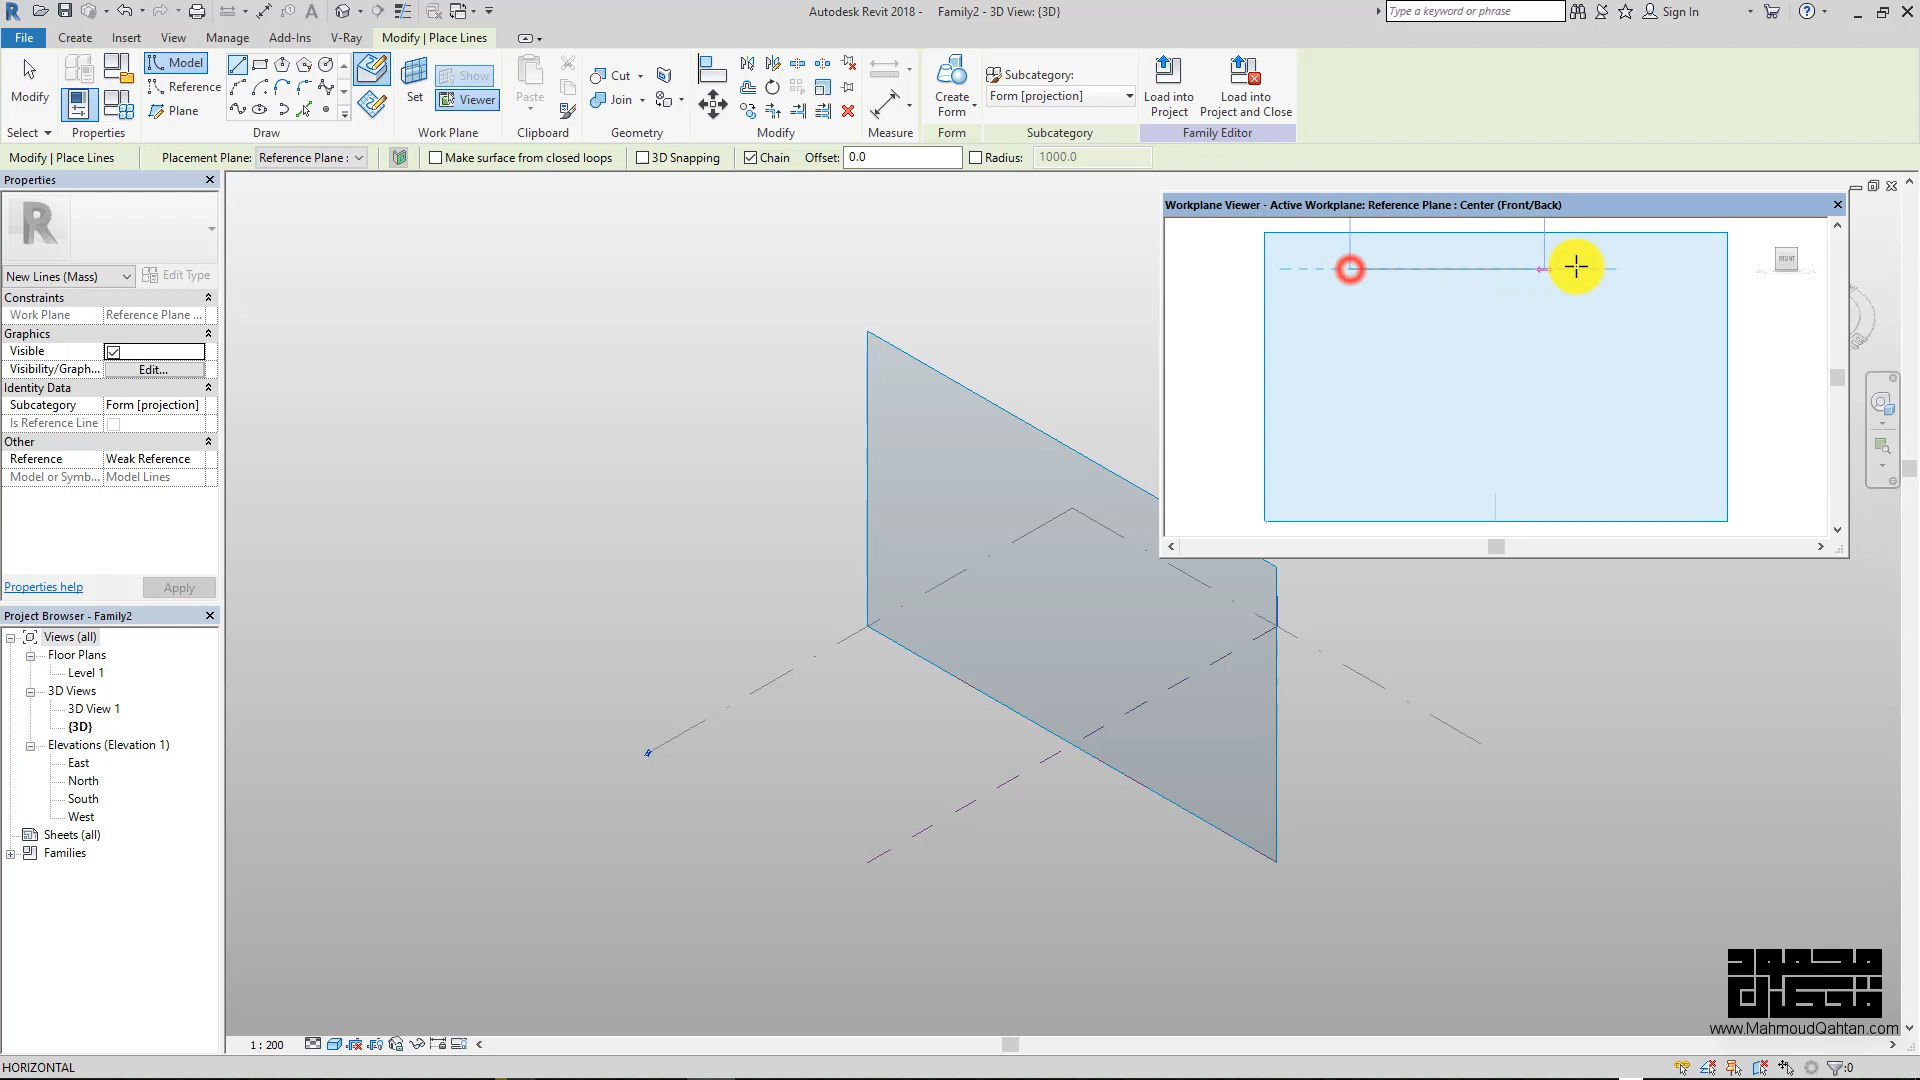 Autodesk Revit 2018 - Family2 - 3D View: {3D}
Type a keyword or phrase
Sign In
File Create Insert View Manage Add-Ins V-Ray Modify | Place Lines
Modify
Select
Properties
Model
Reference
Plane
Draw
Set
Show
Viewer
Work Plane
Paste
Clipboard
Cut
Join
Geometry
Modify
Measure
Create
Form
Form
Subcategory:
Form [projection]
Subcategory
Load into
Project
Load into
Project and Close
Family Editor
Modify | Place Lines
Placement Plane: Reference Plane :
Make surface from closed loops
3D Snapping
Chain
Offset: 0.0
Radius: 1000.0
Properties
New Lines (Mass)
Edit Type
Constraints
Work Plane Reference Plane ...
Graphics
Visible
Visibility/Graph... Edit...
Identity Data
Subcategory Form [projection]
Is Reference Line
Other
Reference Weak Reference
Model or Symb... Model Lines
Properties help
Apply
Project Browser - Family2
Views (all)
Floor Plans
Level 1
3D Views
3D View 1
{3D}
Elevations (Elevation 1)
East
North
South
West
Sheets (all)
Families
Workplane Viewer - Active Workplane: Reference Plane : Center (Front/Back)
FRONT
1 : 200
محمود
قحطان
www.MahmoudQahtan.com
HORIZONTAL
:0